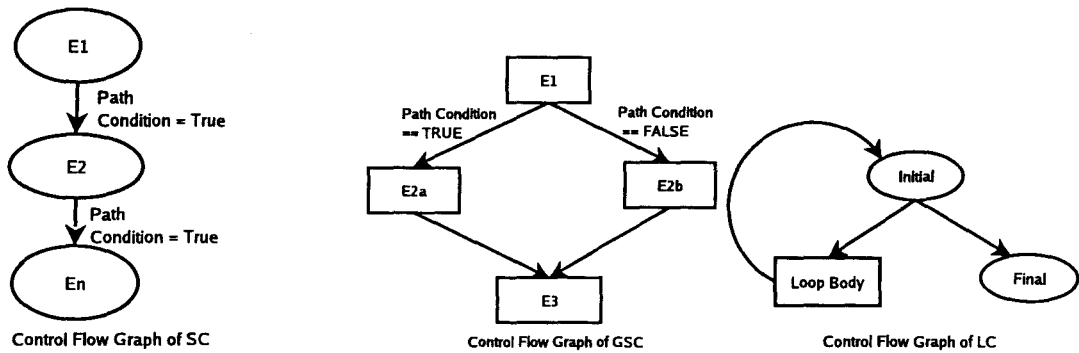 E1
Path
Condition = True
E2
Path
Condition = True
En
Control Flow Graph of SC
E1
Path Condition
== TRUE
Path Condition
== FALSE
E2a
E2b
E3
Control Flow Graph of GSC
Initial
Loop Body
Final
Control Flow Graph of LC